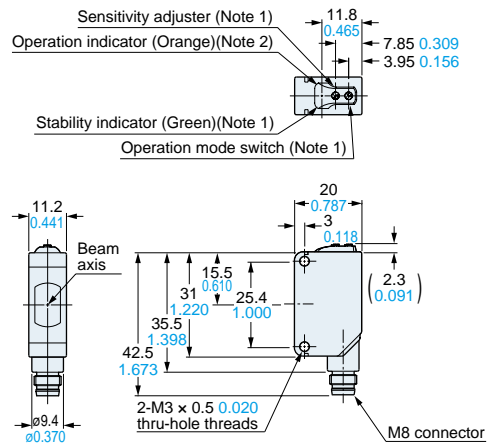 Sensitivity adjuster (Note 1)
11.8
0.465
Operation indicator (Orange)(Note 2)
7.85 0.309
3.95 0.156
Stability indicator (Green)(Note 1)
Operation mode switch (Note 1)
20
0.787
11.2
0.441
3
0.118
Beam
axis
15.5
0.610
2.3
(0.091)
31
1.220
25.4
1.000
35.5
1.398
42.5
1.673
ø9.4
ø0.370
2-M3 × 0.5 0.020
thru-hole threads
M8 connector